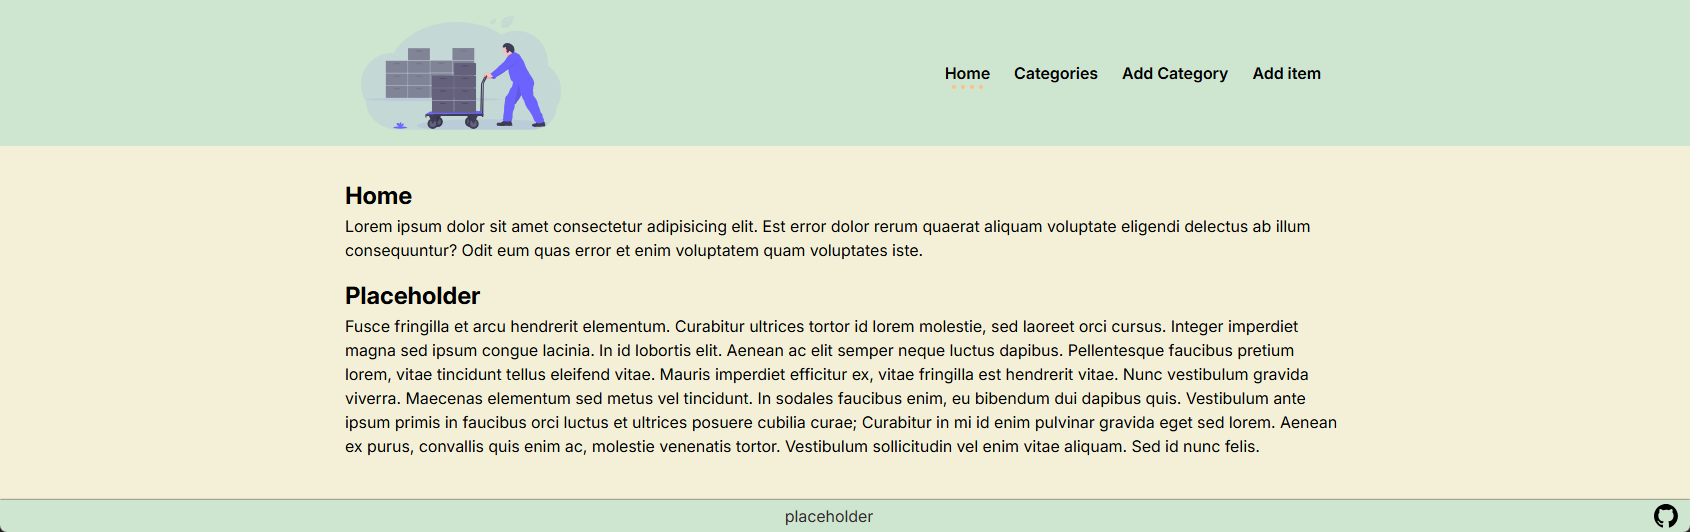 Home Categories Add Category Add item
Home
Lorem ipsum dolor sit amet consectetur adipisicing elit. Est error dolor rerum quaerat aliquam voluptate eligendi delectus ab illum
consequuntur? Odit eum quas error et enim voluptatem quam voluptates iste.
Placeholder
Fusce fringilla et arcu hendrerit elementum. Curabitur ultrices tortor id lorem molestie, sed laoreet orci cursus. Integer imperdiet
magna sed ipsum congue lacinia. In id lobortis elit. Aenean ac elit semper neque luctus dapibus. Pellentesque faucibus pretium
lorem, vitae tincidunt tellus eleifend vitae. Mauris imperdiet efficitur ex, vitae fringilla est hendrerit vitae. Nunc vestibulum gravida
viverra. Maecenas elementum sed metus vel tincidunt. In sodales faucibus enim, eu bibendum dui dapibus quis. Vestibulum ante
ipsum primis in faucibus orci luctus et ultrices posuere cubilia curae; Curabitur in mi id enim pulvinar gravida eget sed lorem. Aenean
ex purus, convallis quis enim ac, molestie venenatis tortor. Vestibulum sollicitudin vel enim vitae aliquam. Sed id nunc felis.
placeholder